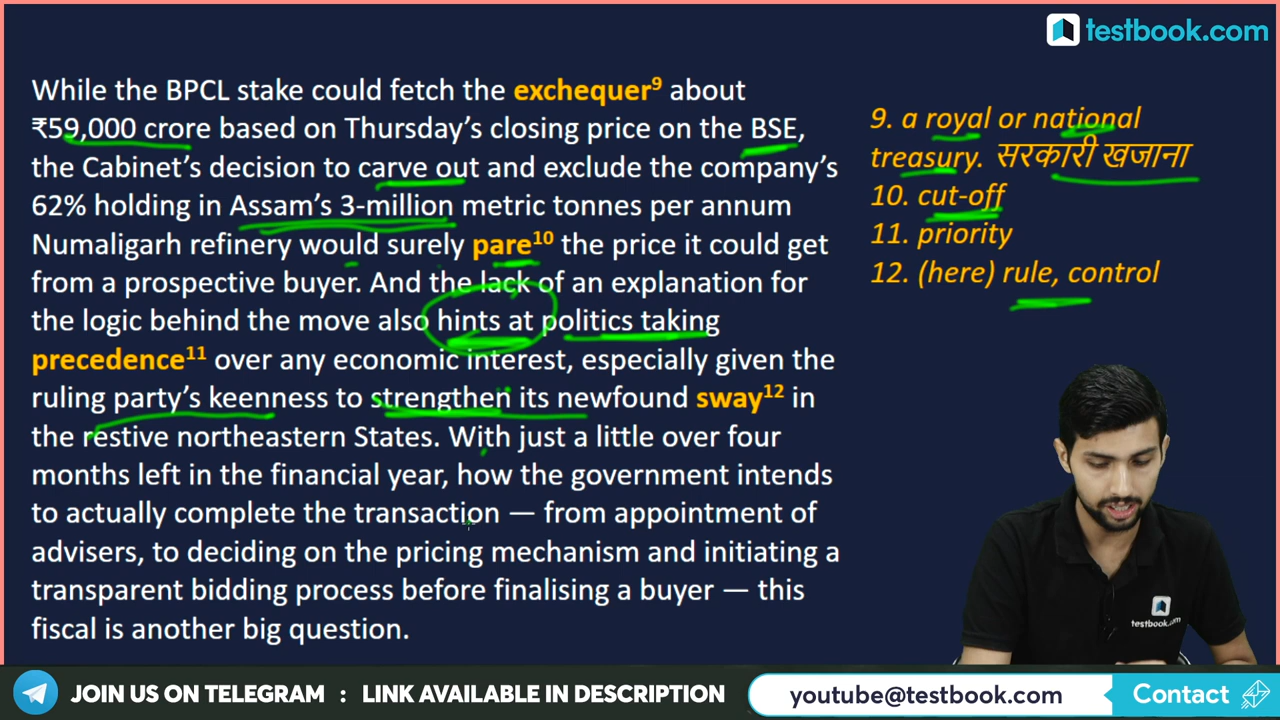 testbook.com
While the BPCL stake could fetch the exchequer⁹ about
₹59,000 crore based on Thursday's closing price on the BSE,
the Cabinet's decision to carve out and exclude the company's
62% holding in Assam's 3-million metric tonnes per annum
Numaligarh refinery would surely pare¹⁰ the price it could get
from a prospective buyer. And the lack of an explanation for
the logic behind the move also hints at politics taking
precedence¹¹ over any economic interest, especially given the
ruling party's keenness to strengthen its newfound sway¹² in
the restive northeastern States. With just a little over four
months left in the financial year, how the government intends
to actually complete the transaction — from appointment of
advisers, to deciding on the pricing mechanism and initiating a
transparent bidding process before finalising a buyer — this
fiscal is another big question.
9. a royal or national
treasury. सरकारी खजाना
10. cut-off
11. priority
12. (here) rule, control
testbook.com
JOIN US ON TELEGRAM : LINK AVAILABLE IN DESCRIPTION
youtube@testbook.com
Contact